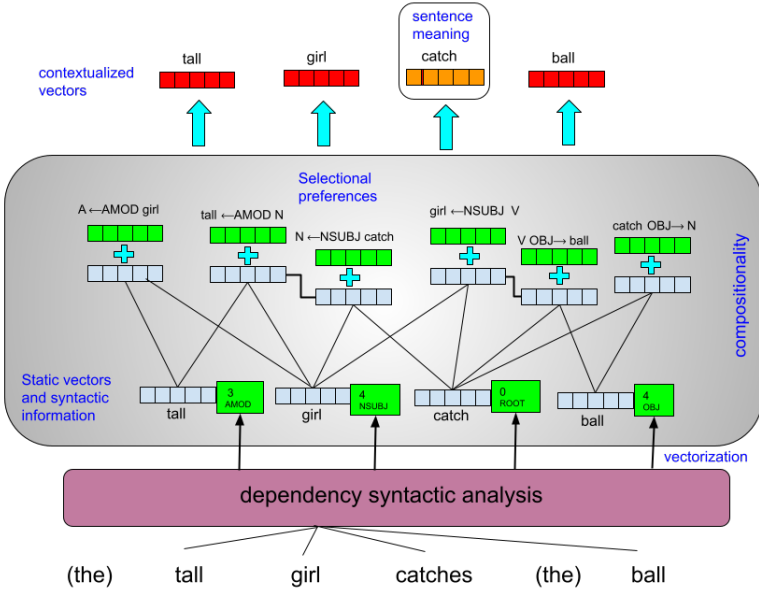 sentence
meaning
tall
girl
catch
ball
contextualized
vectors
Selectional
preferences
A ←AMOD girl
tall ←AMOD N
N ←NSUBJ catch
girl ←NSUBJ V
V OBJ→ ball
catch OBJ→ N
compositionality
Static vectors
and syntactic
information
3
AMOD
4
NSUBJ
0
ROOT
4
OBJ
tall
girl
catch
ball
vectorization
dependency syntactic analysis
(the) tall girl catches (the) ball